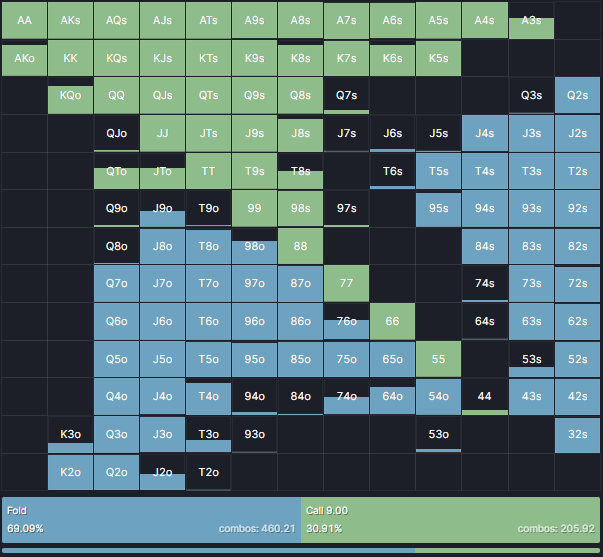 AA AKs AQs AJs ATs A9s A8s A7s A6s A5s A4s A3s
AKo KK KQs KJs KTs K9s K8s K7s K6s K5s
KQo QQ QJs QTs Q9s Q8s Q7s Q3s Q2s
QJo JJ JTs J9s J8s J7s J6s J5s J4s J3s J2s
QTo JTo TT T9s T8s T6s T5s T4s T3s T2s
Q9o J9o T9o 99 98s 97s 95s 94s 93s 92s
Q8o J8o T8o 98o 88 84s 83s 82s
Q7o J7o T7o 97o 87o 77 74s 73s 72s
Q6o J6o T6o 96o 86o 76o 66 64s 63s 62s
Q5o J5o T5o 95o 85o 75o 65o 55 53s 52s
Q4o J4o T4o 94o 84o 74o 64o 54o 44 43s 42s
K3o Q3o J3o T3o 93o 53o 32s
K2o Q2o J2o T2o
Fold Call 9.00
69.09% combos: 460.21 30.91% combos: 205.92